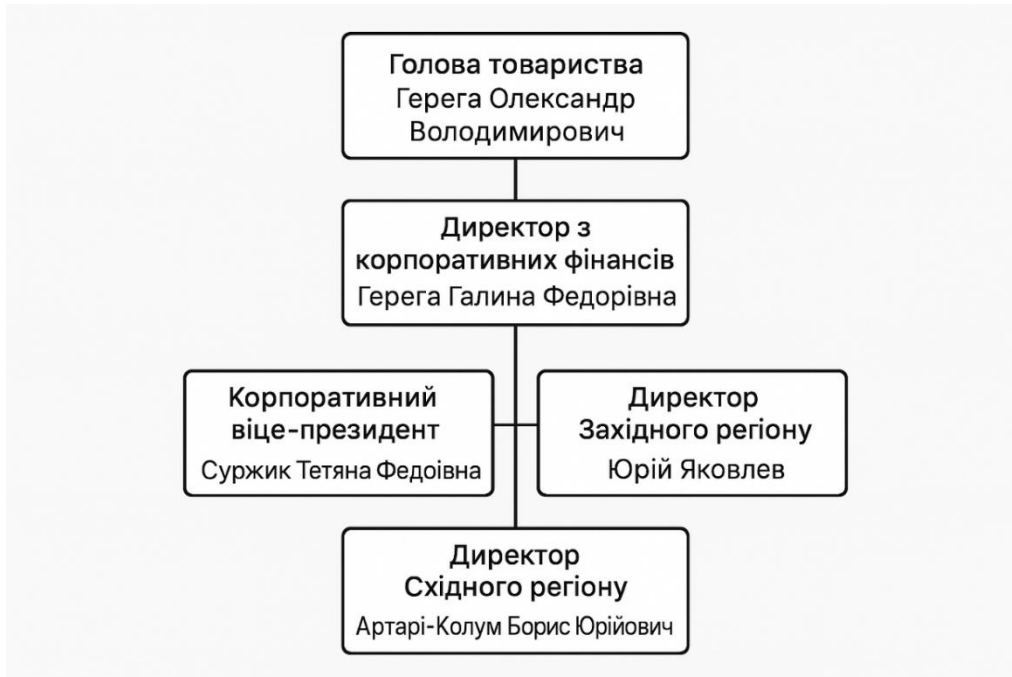 Голова товариства
Герега Олександр
Володимирович
Директор з
корпоративних фінансів
Герега Галина Федорівна
Корпоративний
віце-президент
Суржик Тетяна Федоівна
Директор
Західного регіону
Юрій Яковлев
Директор
Східного регіону
Артарі-Колум Борис Юрійович